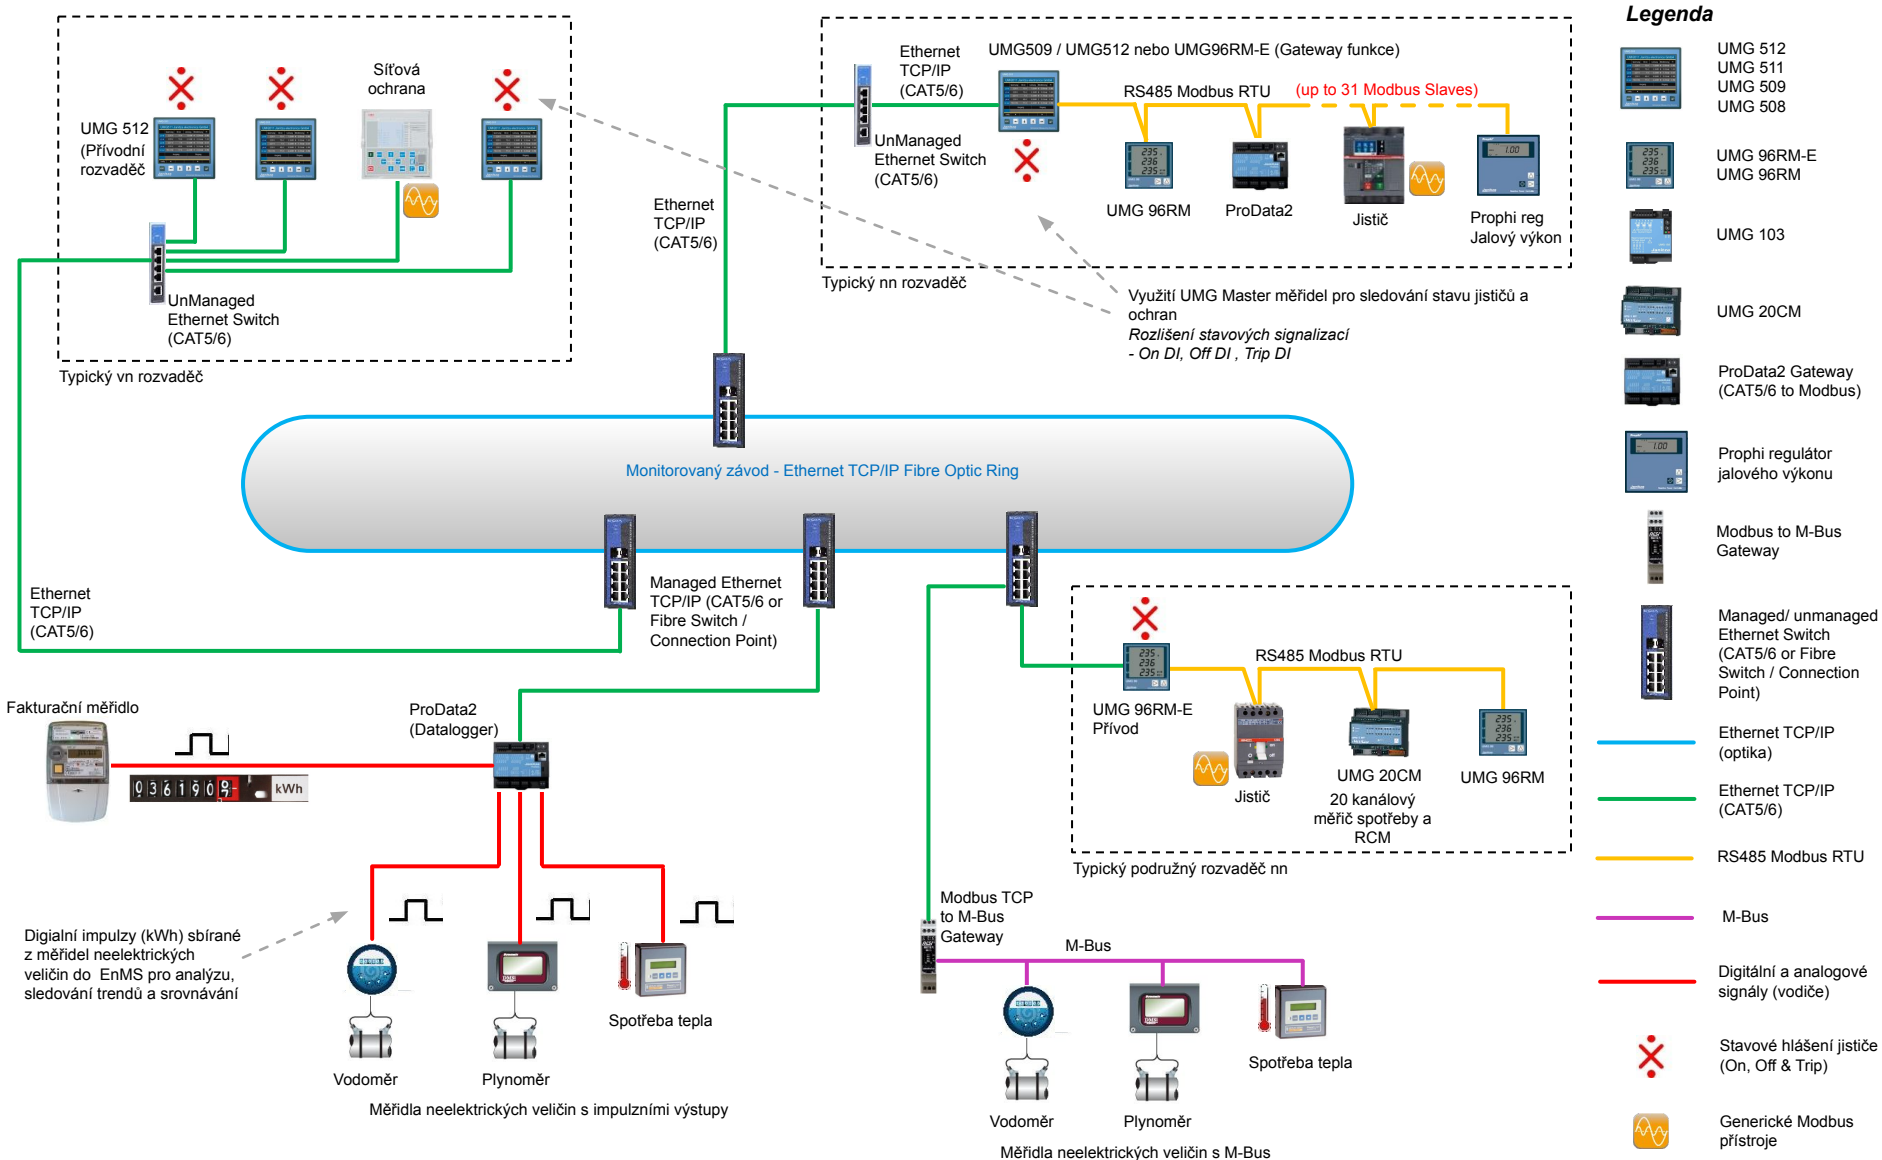 Síťová
ochrana
UMG 512
(Přívodní
rozvaděč
UnManaged
Ethernet Switch
(CAT5/6)
Typický vn rozvaděč
Ethernet
TCP/IP
(CAT5/6)
Ethernet
TCP/IP
(CAT5/6)
UMG509 / UMG512 nebo UMG96RM-E (Gateway funkce)
RS485 Modbus RTU
(up to 31 Modbus Slaves)
UnManaged
Ethernet Switch
(CAT5/6)
UMG 96RM
ProData2
Jistič
Prophi reg
Jalový výkon
Typický nn rozvaděč
Ethernet
TCP/IP
(CAT5/6)
Využití UMG Master měřidel pro sledování stavu jističů a
ochran
Rozlišení stavových signalizací
- On DI, Off DI , Trip DI
Monitorovaný závod - Ethernet TCP/IP Fibre Optic Ring
Managed Ethernet
TCP/IP (CAT5/6 or
Fibre Switch /
Connection Point)
Fakturační měřidlo
0361909
kWh
ProData2
(Datalogger)
Digialní impulzy (kWh) sbírané
z měřidel neelektrických
veličin do  EnMS pro analýzu,
sledování trendů a srovnávání
Vodoměr
Plynoměr
Spotřeba tepla
Měřidla neelektrických veličin s impulzními výstupy
RS485 Modbus RTU
UMG 96RM-E
Přívod
Jistič
UMG 20CM
20 kanálový
měřič spotřeby a
RCM
UMG 96RM
Typický podružný rozvaděč nn
Modbus TCP
to M-Bus
Gateway
M-Bus
Vodoměr
Plynoměr
Spotřeba tepla
Měřidla neelektrických veličin s M-Bus
Legenda
UMG 512
UMG 511
UMG 509
UMG 508
UMG 96RM-E
UMG 96RM
UMG 103
UMG 20CM
ProData2 Gateway
(CAT5/6 to Modbus)
Prophi regulátor
jalového výkonu
Modbus to M-Bus
Gateway
Managed/ unmanaged
Ethernet Switch
(CAT5/6 or Fibre
Switch / Connection
Point)
Ethernet TCP/IP
(optika)
Ethernet TCP/IP
(CAT5/6)
RS485 Modbus RTU
M-Bus
Digitální a analogové
signály (vodiče)
Stavové hlášení jističe
(On, Off & Trip)
Generické Modbus
přístroje